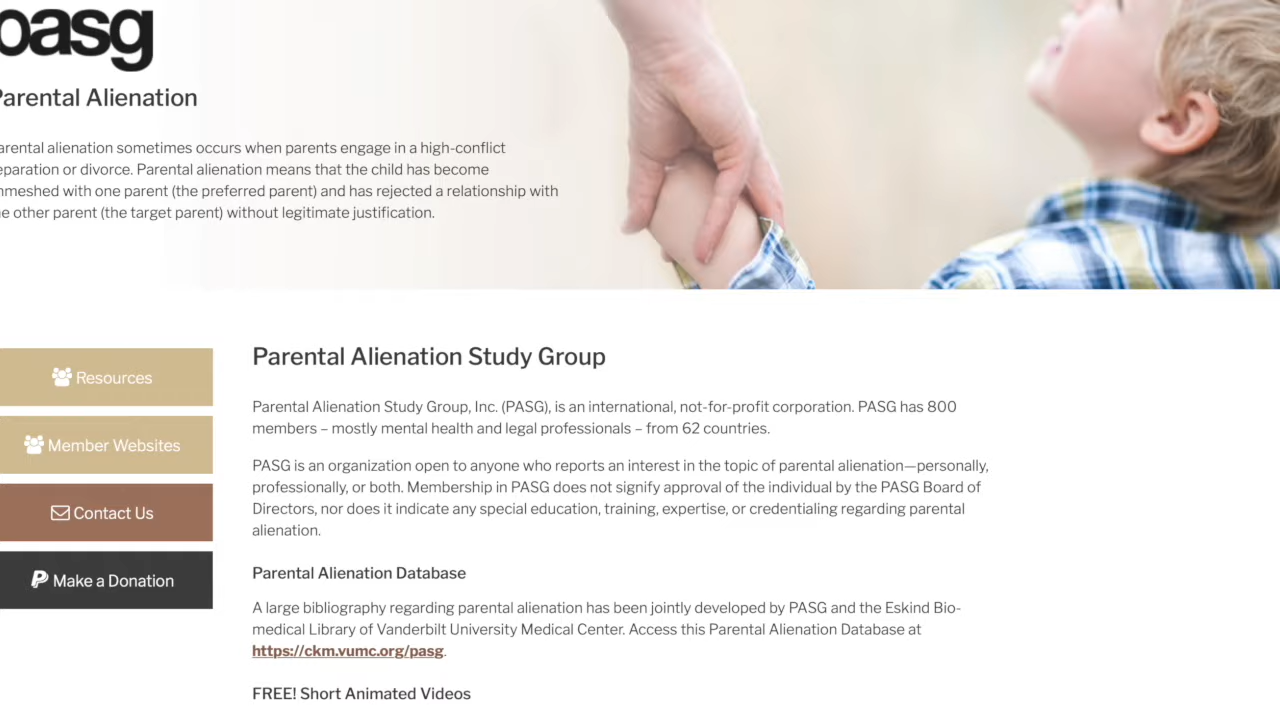 pasg
Parental Alienation
arental alienation sometimes occurs when parents engage in a high-conflict
eparation or divorce. Parental alienation means that the child has become
nmeshed with one parent (the preferred parent) and has rejected a relationship with
e other parent (the target parent) without legitimate justification.
Resources
Member Websites
Contact Us
Make a Donation
Parental Alienation Study Group
Parental Alienation Study Group, Inc. (PASG), is an international, not-for-profit corporation. PASG has 800
members – mostly mental health and legal professionals – from 62 countries.
PASG is an organization open to anyone who reports an interest in the topic of parental alienation—personally,
professionally, or both. Membership in PASG does not signify approval of the individual by the PASG Board of
Directors, nor does it indicate any special education, training, expertise, or credentialing regarding parental
alienation.
Parental Alienation Database
A large bibliography regarding parental alienation has been jointly developed by PASG and the Eskind Bio-
medical Library of Vanderbilt University Medical Center. Access this Parental Alienation Database at
https://ckm.vumc.org/pasg.
FREE! Short Animated Videos